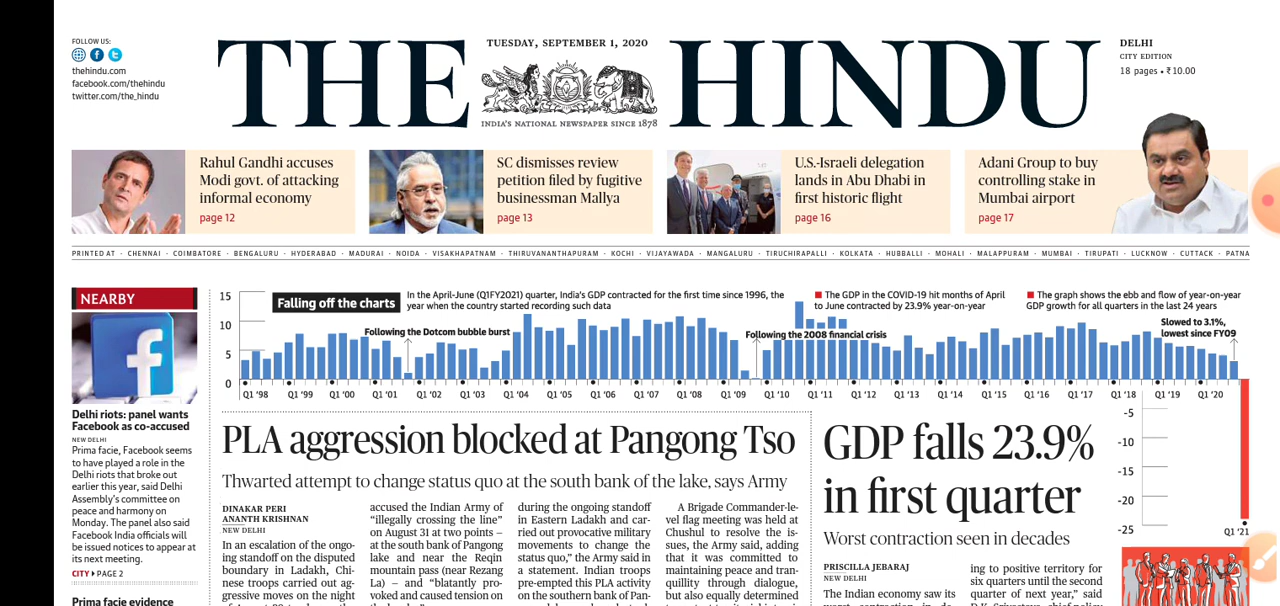 FOLLOW US:
thehindu.com
facebook.com/thehindu
twitter.com/the_hindu
THE HINDU
TUESDAY, SEPTEMBER 1, 2020
INDIA'S NATIONAL NEWSPAPER SINCE 1878
DELHI
CITY EDITION
18 pages • ₹10.00
Rahul Gandhi accuses
Modi govt. of attacking
informal economy
page 12
SC dismisses review
petition filed by fugitive
businessman Mallya
page 13
U.S.-Israeli delegation
lands in Abu Dhabi in
first historic flight
page 16
Adani Group to buy
controlling stake in
Mumbai airport
page 17
PRINTED AT · CHENNAI · COIMBATORE · BENGALURU · HYDERABAD · MADURAI · NOIDA · VISAKHAPATNAM · THIRUVANANTHAPURAM · KOCHI · VIJAYAWADA · MANGALURU · TIRUCHIRAPALLI · KOLKATA · HUBBALLI · MOHALI · MALAPPURAM · MUMBAI · TIRUPATI · LUCKNOW · CUTTACK · PATNA
NEARBY
Delhi riots: panel wants
Facebook as co-accused
NEW DELHI
Prima facie, Facebook seems
to have played a role in the
Delhi riots that broke out
earlier this year, said Delhi
Assembly's committee on
peace and harmony on
Monday. The panel also said
Facebook India officials will
be issued notices to appear at
its next meeting.
CITY PAGE 2
Prima facie evidence
Falling off the charts
In the April-June (Q1FY2021) quarter, India's GDP contracted for the first time since 1996, the
year when the country started recording such data
■ The GDP in the COVID-19 hit months of April
to June contracted by 23.9% year-on-year
■ The graph shows the ebb and flow of year-on-year
GDP growth for all quarters in the last 24 years
Following the Dotcom bubble burst
Following the 2008 financial crisis
Slowed to 3.1%,
lowest since FY09
15
10
5
0
Q1 '98 Q1 '99 Q1 '00 Q1 '01 Q1 '02 Q1 '03 Q1 '04 Q1 '05 Q1 '06 Q1 '07 Q1 '08 Q1 '09 Q1 '10 Q1 '11 Q1 '12 Q1 '13 Q1 '14 Q1 '15 Q1 '16 Q1 '17 Q1 '18 Q1 '19 Q1 '20
-5
-10
-15
-20
-25
Q1 '21
PLA aggression blocked at Pangong Tso
Thwarted attempt to change status quo at the south bank of the lake, says Army
DINAKAR PERI
ANANTH KRISHNAN
NEW DELHI
In an escalation of the ongo-
ing standoff on the disputed
boundary in Ladakh, Chi-
nese troops carried out ag-
gressive moves on the night
accused the Indian Army of
"illegally crossing the line"
on August 31 at two points –
at the south bank of Pangong
lake and near the Reqin
mountain pass (near Rezang
La) – and "blatantly pro-
voked and caused tension on
during the ongoing standoff
in Eastern Ladakh and car-
ried out provocative military
movements to change the
status quo," the Army said in
a statement. Indian troops
pre-empted this PLA activity
on the southern bank of Pan-
A Brigade Commander-le-
vel flag meeting was held at
Chushul to resolve the is-
sues, the Army said, adding
that it was committed to
maintaining peace and tran-
quillity through dialogue,
but also equally determined
GDP falls 23.9%
in first quarter
Worst contraction seen in decades
PRISCILLA JEBARAJ
NEW DELHI
The Indian economy saw its
ing to positive territory for
six quarters until the second
quarter of next year," said